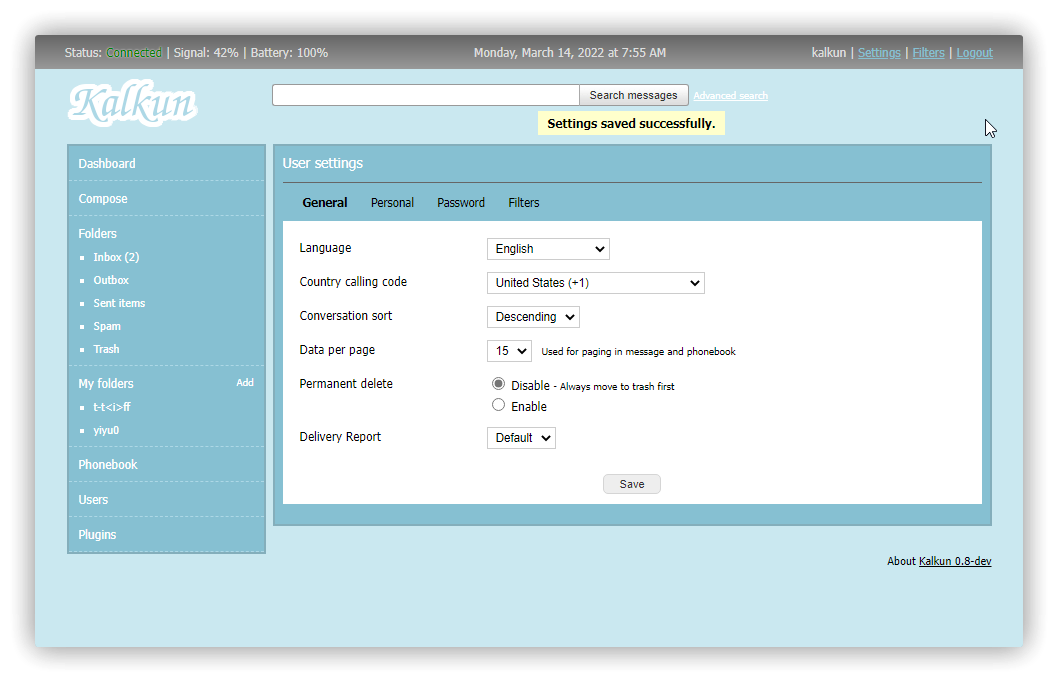 Status: Connected | Signal: 42% | Battery: 100% Monday, March 14, 2022 at 7:55 AM kalkun | Settings | Filters | Logout
Kalkun
Search messages Advanced search
Settings saved successfully.
Dashboard
Compose
Folders
Inbox (2)
Outbox
Sent items
Spam
Trash
My folders Add
t-t<i>ff
yiyu0
Phonebook
Users
Plugins
User settings
General Personal Password Filters
Language English
Country calling code United States (+1)
Conversation sort Descending
Data per page 15 Used for paging in message and phonebook
Permanent delete Disable - Always move to trash first
Enable
Delivery Report Default
Save
About Kalkun 0.8-dev